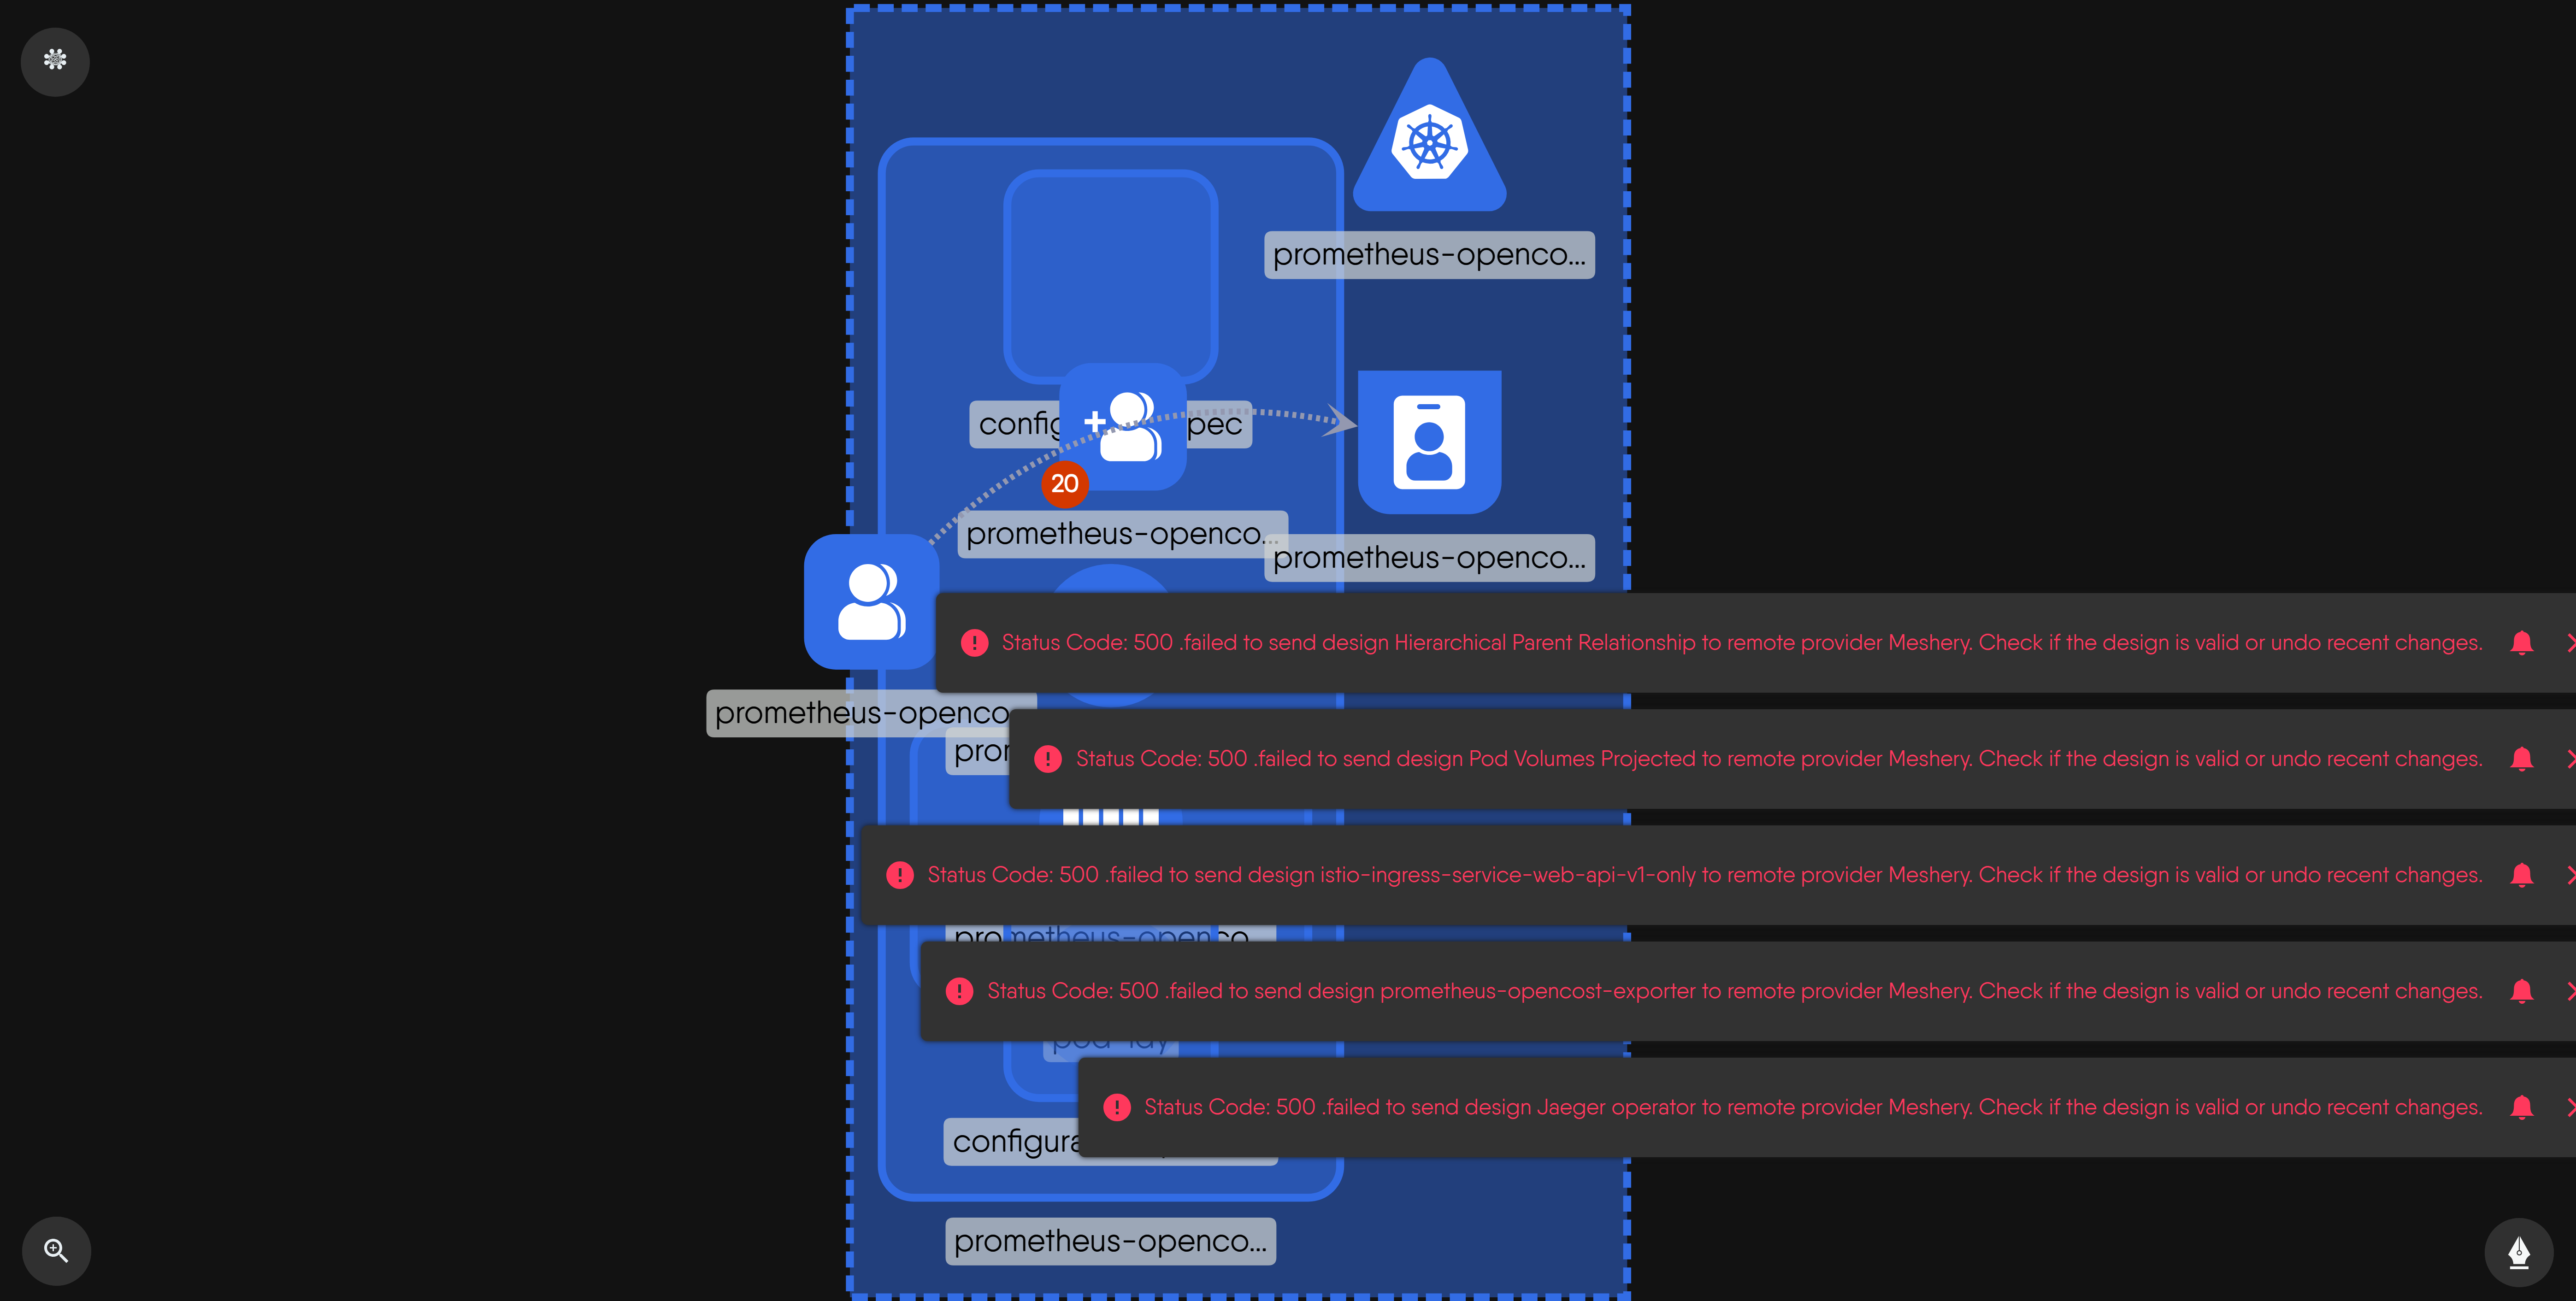 prometheus-openco...
config
pec
20
prometheus-openco...
prometheus-openco...
Status Code: 500 .failed to send design Hierarchical Parent Relationship to remote provider Meshery. Check if the design is valid or undo recent changes.
prometheus-openco
Status Code: 500 .failed to send design Pod Volumes Projected to remote provider Meshery. Check if the design is valid or undo recent changes.
Status Code: 500 .failed to send design istio-ingress-service-web-api-v1-only to remote provider Meshery. Check if the design is valid or undo recent changes.
prometheus-openco
Status Code: 500 .failed to send design prometheus-opencost-exporter to remote provider Meshery. Check if the design is valid or undo recent changes.
Status Code: 500 .failed to send design Jaeger operator to remote provider Meshery. Check if the design is valid or undo recent changes.
configura
prometheus-openco...